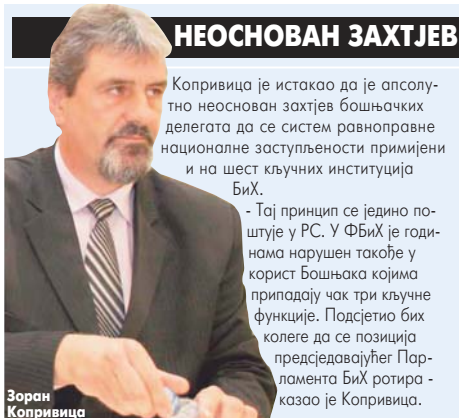 НЕОСНОВАН ЗАХТЈЕВ
Копривица је истакао да је апсолу-
тно неоснован захтјев бошњачких
делегата да се систем равноправне
националне заступљености примијени
и на шест кључних институција
БиХ.
- Тај принцип се једино по-
штује у РС. У ФБиХ је годи-
нама нарушен такође у
корист Бошњака којима
припадају чак три кључне
функције. Подсјетио бих
колеге да се позиција
предсједавајућег Пар-
ламента БиХ ротира -
казао је Копривица.
Зоран
Копривица